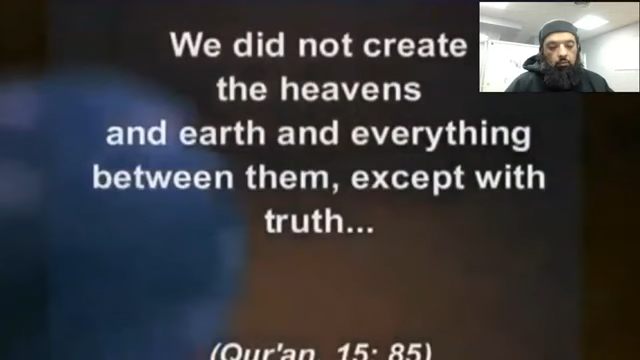 We did not create
the heavens
and earth and everything
between them, except with
truth...
(Qur'an, 15: 85)